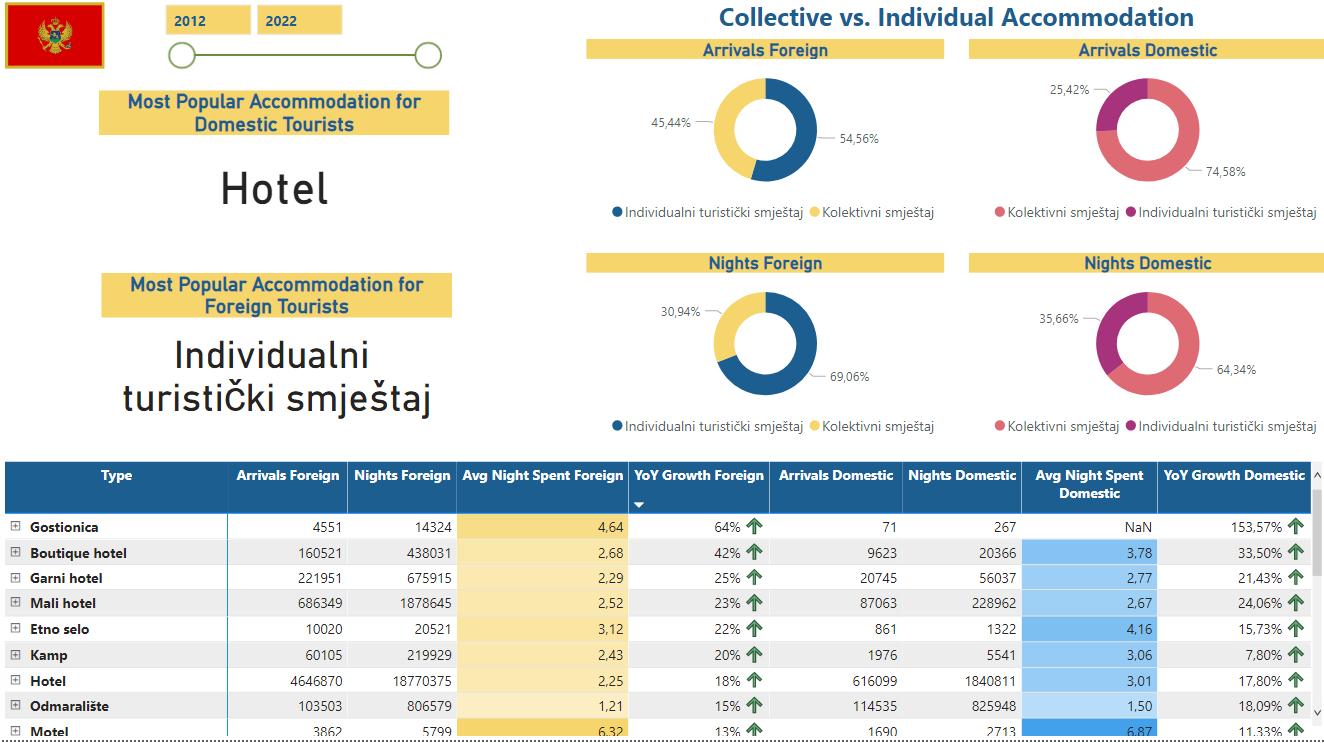 2012
2022
Most Popular Accommodation for
Domestic Tourists
Hotel
Most Popular Accommodation for
Foreign Tourists
Individualni
turistički smještaj
Collective vs. Individual Accommodation
Arrivals Foreign
45,44%
54,56%
Individualni turistički smještaj Kolektivni smještaj
Arrivals Domestic
25,42%
74,58%
Kolektivni smještaj Individualni turistički smještaj
Nights Foreign
30,94%
69,06%
Individualni turistički smještaj Kolektivni smještaj
Nights Domestic
35,66%
64,34%
Kolektivni smještaj Individualni turistički smještaj
Type Arrivals Foreign Nights Foreign Avg Night Spent Foreign YoY Growth Foreign Arrivals Domestic Nights Domestic Avg Night Spent YoY Growth Domestic
Domestic
Gostionica 4551 14324 4,64 64% 71 267 NaN 153,57%
Boutique hotel 160521 438031 2,68 42% 9623 20366 3,78 33,50%
Garni hotel 221951 675915 2,29 25% 20745 56037 2,77 21,43%
Mali hotel 686349 1878645 2,52 23% 87063 228962 2,67 24,06%
Etno selo 10020 20521 3,12 22% 861 1322 4,16 15,73%
Kamp 60105 219929 2,43 20% 1976 5541 3,06 7,80%
Hotel 4646870 18770375 2,25 18% 616099 1840811 3,01 17,80%
Odmaralište 103503 806579 1,21 15% 114535 825948 1,50 18,09%
Motel 3862 5799 6,32 13% 1690 2713 6,87 11,33%